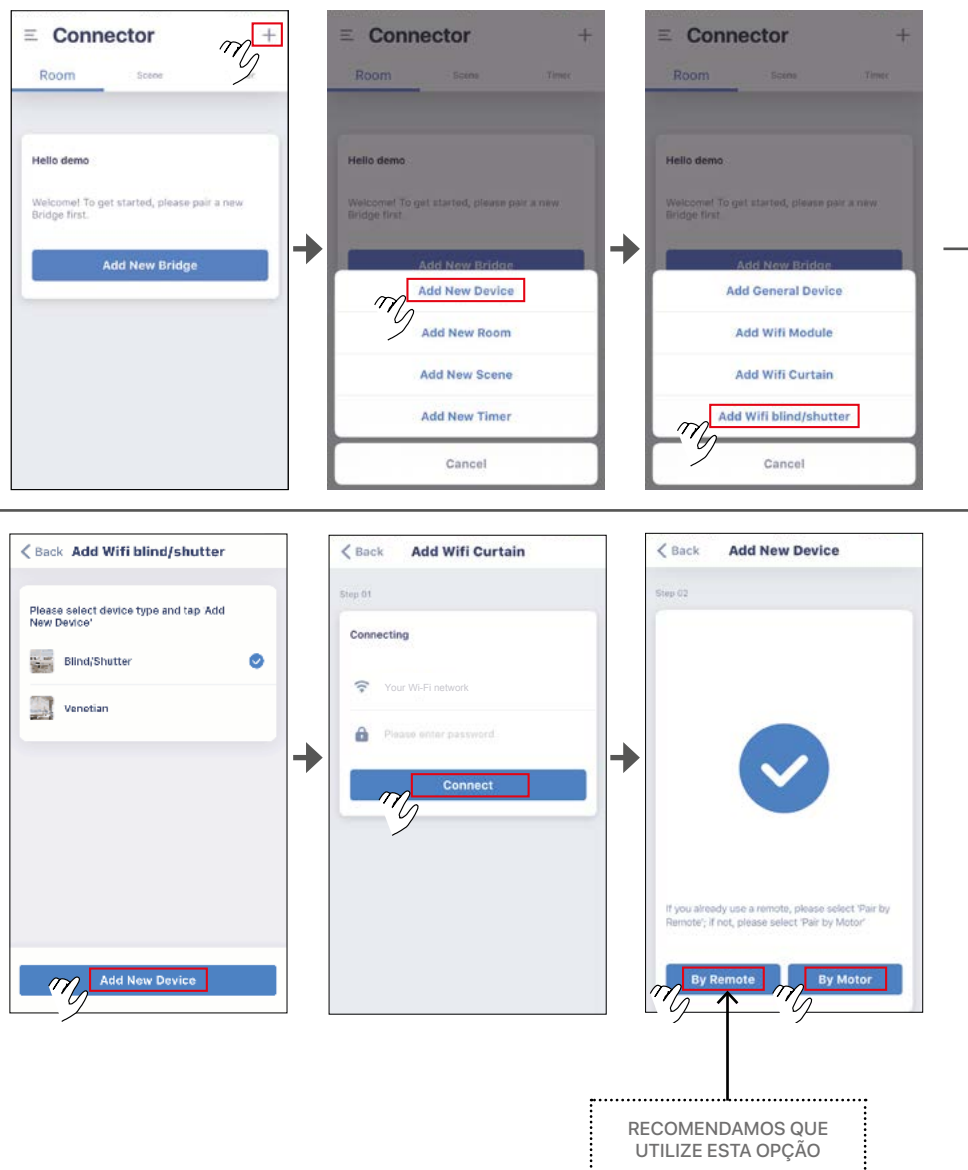 Connector
Room Scene
Hello demo
Welcome! To get started, please pair a new
Bridge first.
Add New Bridge
Connector
Room Scene Timer
Hello demo
Welcome! To get started, please pair a new
Bridge first.
Add New Bridge
Add New Device
Add New Room
Add New Scene
Add New Timer
Cancel
Connector
Room Scene Timer
Hello demo
Welcome! To get started, please pair a new
Bridge first.
Add New Bridge
Add General Device
Add Wifi Module
Add Wifi Curtain
Add Wifi blind/shutter
Cancel
Back Add Wifi blind/shutter
Please select device type and tap Add
New Device'
Blind/Shutter
Venetian
Add New Device
Back Add Wifi Curtain
Step 01
Connecting
Your Wi-Fi network
Please enter password
Connect
Back Add New Device
Step 02
If you already use a remote, please select 'Pair by
Remote'; if not, please select 'Pair by Motor'
By Remote By Motor
RECOMENDAMOS QUE
UTILIZE ESTA OPÇÃO